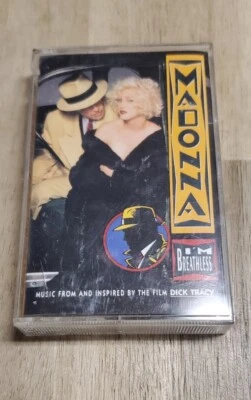 MADONNA
I'M
BREATHLESS
MUSIC FROM AND INSPIRED BY THE FILM DICK TRACY